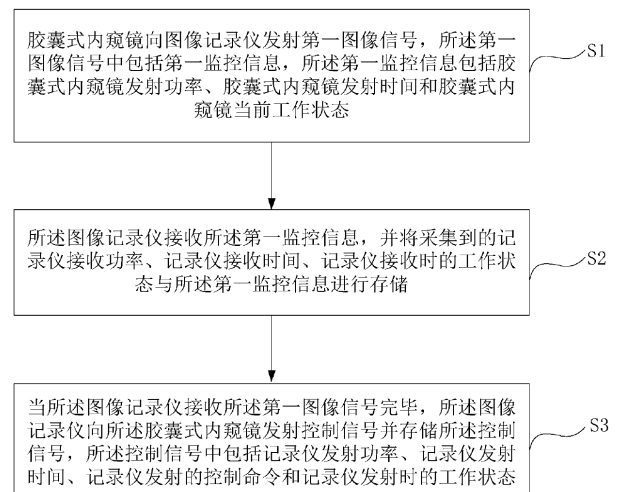 胶囊式内窥镜向图像记录仪发射第一图像信号，所述第一
图像信号中包括第一监控信息，所述第一监控信息包括胶
囊式内窥镜发射功率、胶囊式内窥镜发射时间和胶囊式内
窥镜当前工作状态
S1
所述图像记录仪接收所述第一监控信息，并将采集到的记
录仪接收功率、记录仪接收时间、记录仪接收时的工作状
态与所述第一监控信息进行存储
S2
当所述图像记录仪接收所述第一图像信号完毕，所述图像
记录仪向所述胶囊式内窥镜发射控制信号并存储所述控制
信号，所述控制信号中包括记录仪发射功率、记录仪发射
时间、记录仪发射的控制命令和记录仪发射时的工作状态
S3